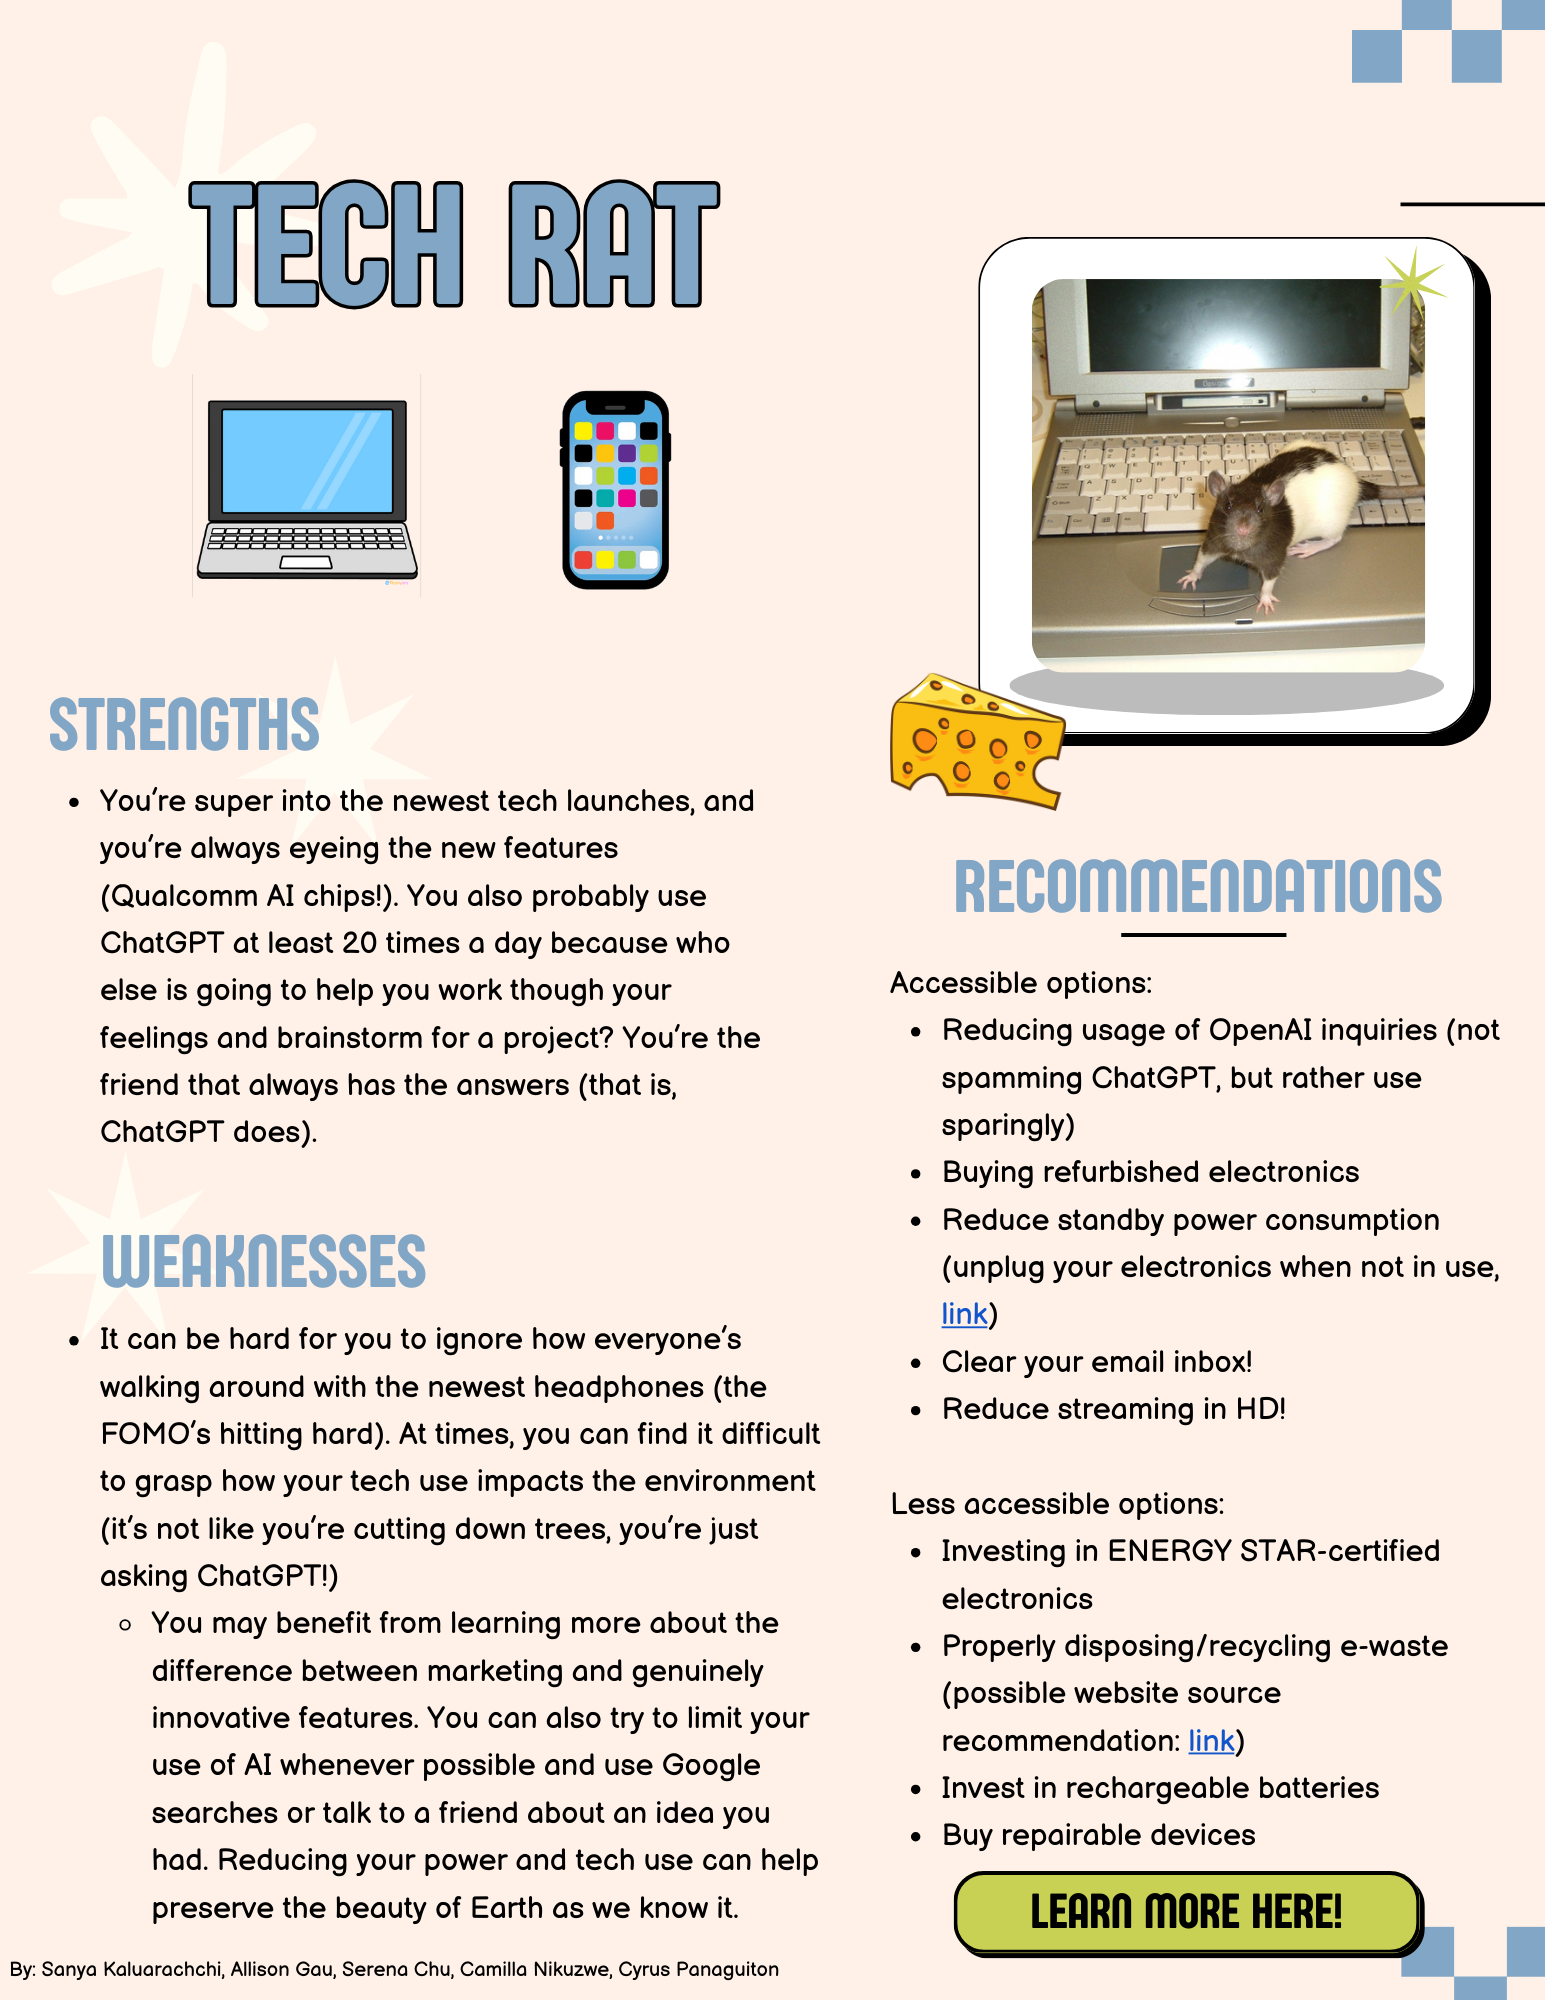 TECH RAT
STRENGTHS
• You're super into the newest tech launches, and
you're always eyeing the new features
(Qualcomm AI chips!). You also probably use
ChatGPT at least 20 times a day because who
else is going to help you work though your
feelings and brainstorm for a project? You're the
friend that always has the answers (that is,
ChatGPT does).
WEAKNESSES
• It can be hard for you to ignore how everyone's
walking around with the newest headphones (the
FOMO's hitting hard). At times, you can find it difficult
to grasp how your tech use impacts the environment
(it's not like you're cutting down trees, you're just
asking ChatGPT!)
◦ You may benefit from learning more about the
difference between marketing and genuinely
innovative features. You can also try to limit your
use of AI whenever possible and use Google
searches or talk to a friend about an idea you
had. Reducing your power and tech use can help
preserve the beauty of Earth as we know it.
By: Sanya Kaluarachchi, Allison Gau, Serena Chu, Camilla Nikuzwe, Cyrus Panaguiton
RECOMMENDATIONS
Accessible options:
• Reducing usage of OpenAI inquiries (not
spamming ChatGPT, but rather use
sparingly)
• Buying refurbished electronics
• Reduce standby power consumption
(unplug your electronics when not in use,
link)
• Clear your email inbox!
• Reduce streaming in HD!
Less accessible options:
• Investing in ENERGY STAR-certified
electronics
• Properly disposing/recycling e-waste
(possible website source
recommendation: link)
• Invest in rechargeable batteries
• Buy repairable devices
LEARN MORE HERE!